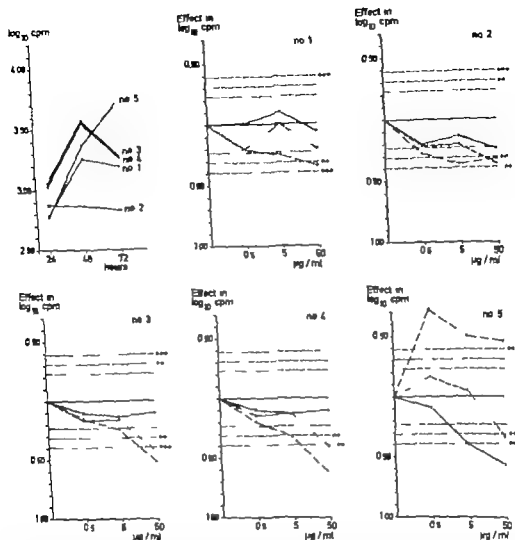 log₁₀ cpm
4.00
3.50
3.00
2.00
no 5
no 3
no 4
no 1
no 2
24 48 72
Hours
Effect in
log₁₀ cpm
no 1
0.50
0.50
1.00
***
**
***
0.5 5 50
µg / ml
Effect in
log₁₀ cpm
no 2
0.50
0.50
1.00
***
**
***
0.5 5 50
µg / ml
Effect in
log₁₀ cpm
no 3
0.50
0.50
1.00
***
**
**
***
0.5 5 50
µg / ml
Effect in
log₁₀ cpm
no 4
0.50
0.50
1.00
***
**
**
***
0.5 5 50
µg / ml
Effect in
log₁₀ cpm
no 5
0.50
0.50
1.00
***
**
**
***
0.5 5 50
µg / ml